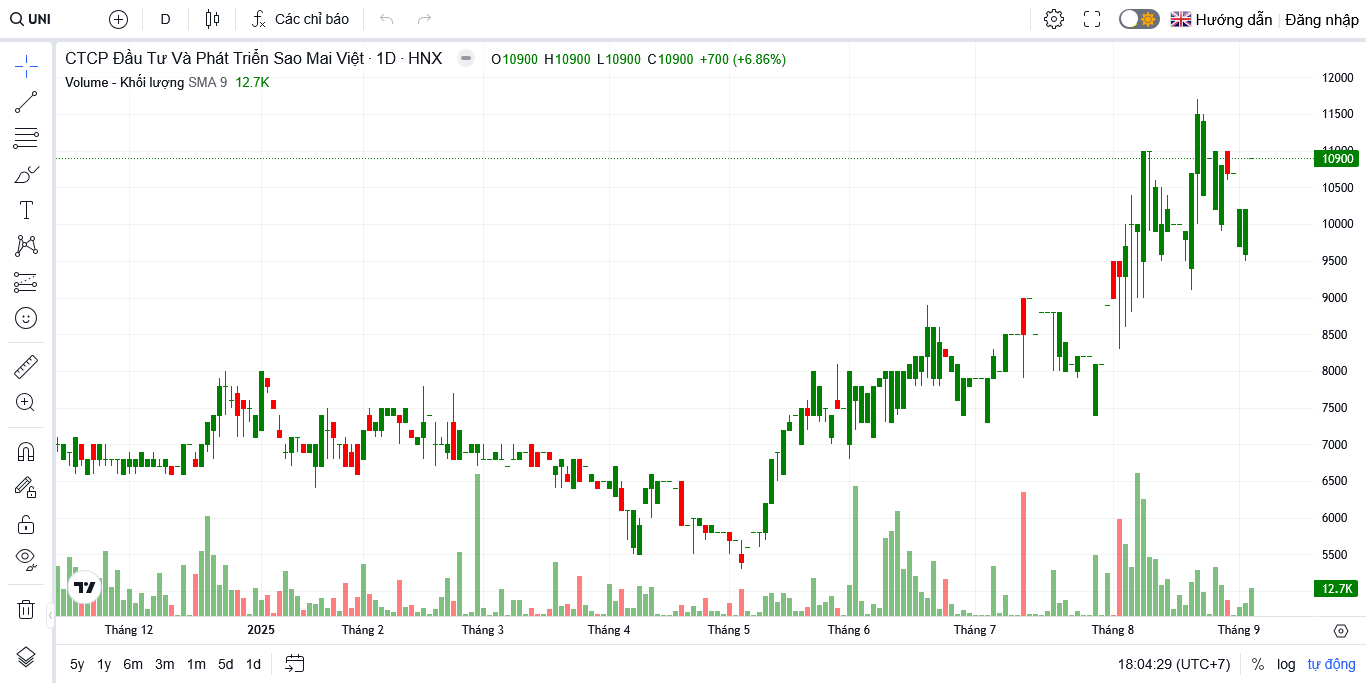 UNI D Các chỉ báo Hướng dẫn Đăng nhập
CTCP Đầu Tư Và Phát Triển Sao Mai Việt · 1D · HNX O10900 H10900 L10900 C10900 +700 (+6.86%)
Volume - Khối lượng SMA 9 12.7K
12000
11500
11000
10900
10500
10000
9500
9000
8500
8000
7500
7000
6500
6000
5500
12.7K
Tháng 12 2025 Tháng 2 Tháng 3 Tháng 4 Tháng 5 Tháng 6 Tháng 7 Tháng 8 Tháng 9
5y 1y 6m 3m 1m 5d 1d 18:04:29 (UTC+7) % log tự động